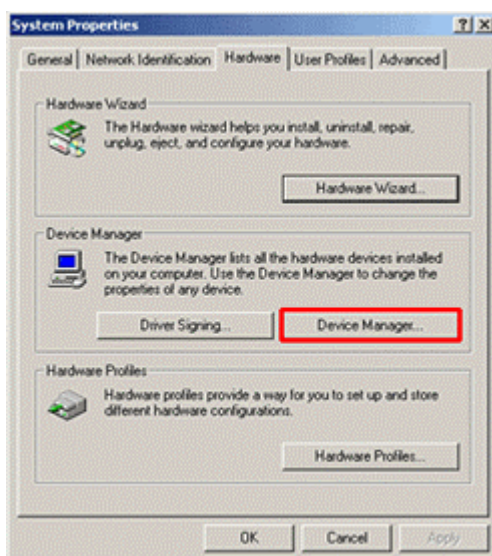 System Properties
General Network Identification Hardware User Profiles Advanced
Hardware Wizard
The Hardware wizard helps you install, uninstall, repair,
unplug, eject, and configure your hardware.
Hardware Wizard...
Device Manager
The Device Manager lists all the hardware devices installed
on your computer. Use the Device Manager to change the
properties of any device.
Driver Signing... Device Manager...
Hardware Profiles
Hardware profiles provide a way for you to set up and store
different hardware configurations.
Hardware Profiles...
OK Cancel Apply